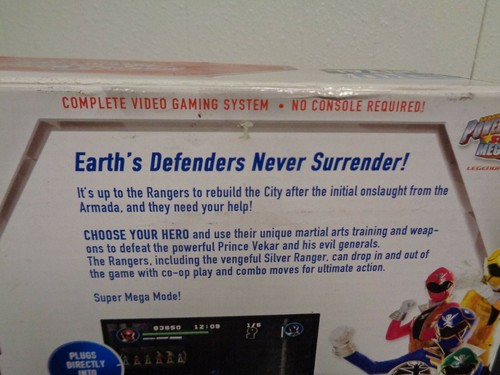 COMPLETE VIDEO GAMING SYSTEM • NO CONSOLE REQUIRED!
Earth's Defenders Never Surrender!
It's up to the Rangers to rebuild the City after the initial onslaught from the
Armada, and they need your help!
CHOOSE YOUR HERO and use their unique martial arts training and weap-
ons to defeat the powerful Prince Vekar and his evil generals.
The Rangers, including the vengeful Silver Ranger, can drop in and out of
the game with co-op play and combo moves for ultimate action.
Super Mega Mode!
83660 12:08
PLUGS
DIRECTLY
INTO